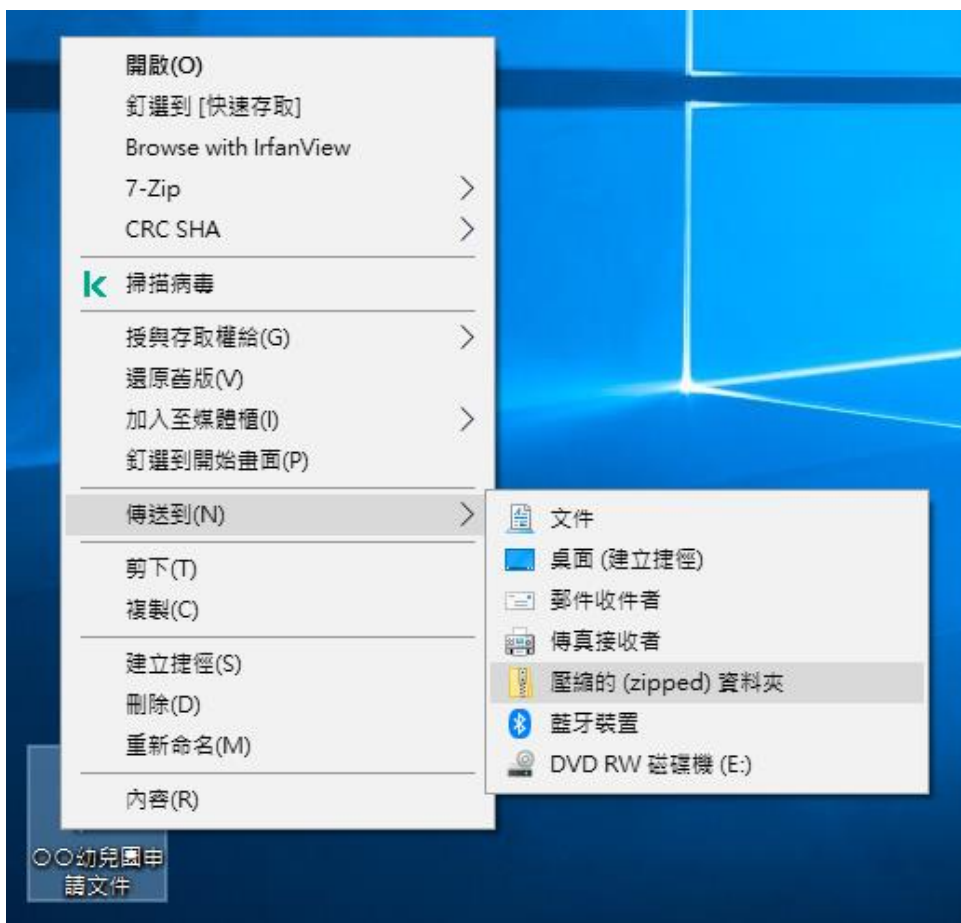 開啟(O)
釘選到 [快速存取]
Browse with IrfanView
7-Zip
CRC SHA
掃描病毒
授與存取權給(G)
還原舊版(V)
加入至媒體櫃(I)
釘選到開始畫面(P)
傳送到(N)
剪下(T)
複製(C)
建立捷徑(S)
刪除(D)
重新命名(M)
內容(R)
文件
桌面 (建立捷徑)
郵件收件者
傳真接收者
壓縮的 (zipped) 資料夾
藍牙裝置
DVD RW 磁碟機 (E:)
○○幼兒園申
請文件